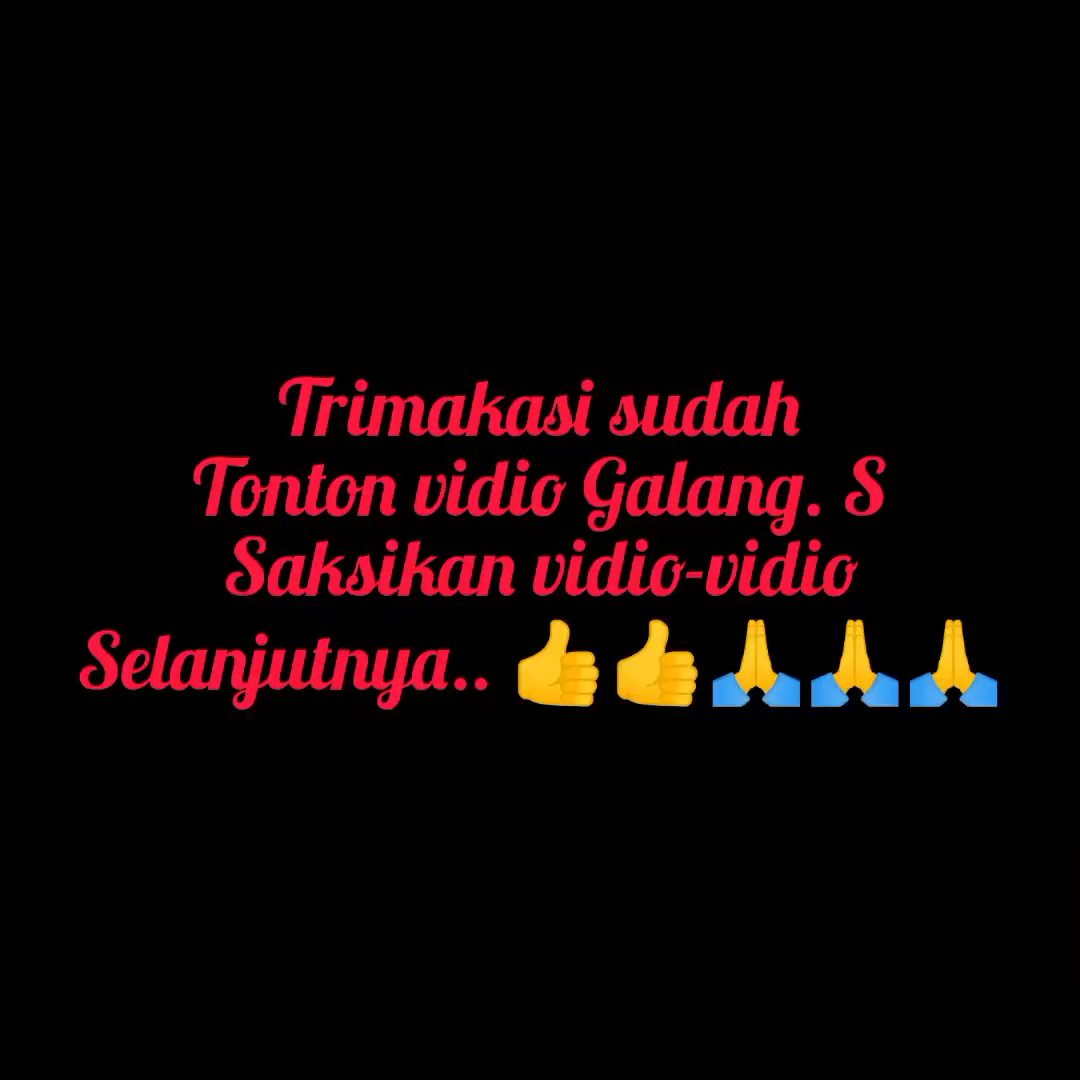 Trimakasi sudah
Tonton vidio Galang. S
Saksikan vidio-vidio
Selanjutnya.. 👍👍🙏🙏🙏